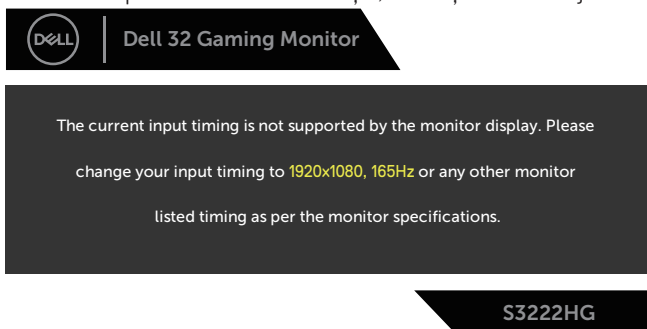 DELL
Dell 32 Gaming Monitor
The current input timing is not supported by the monitor display. Please
change your input timing to 1920x1080, 165Hz or any other monitor
listed timing as per the monitor specifications.
S3222HG